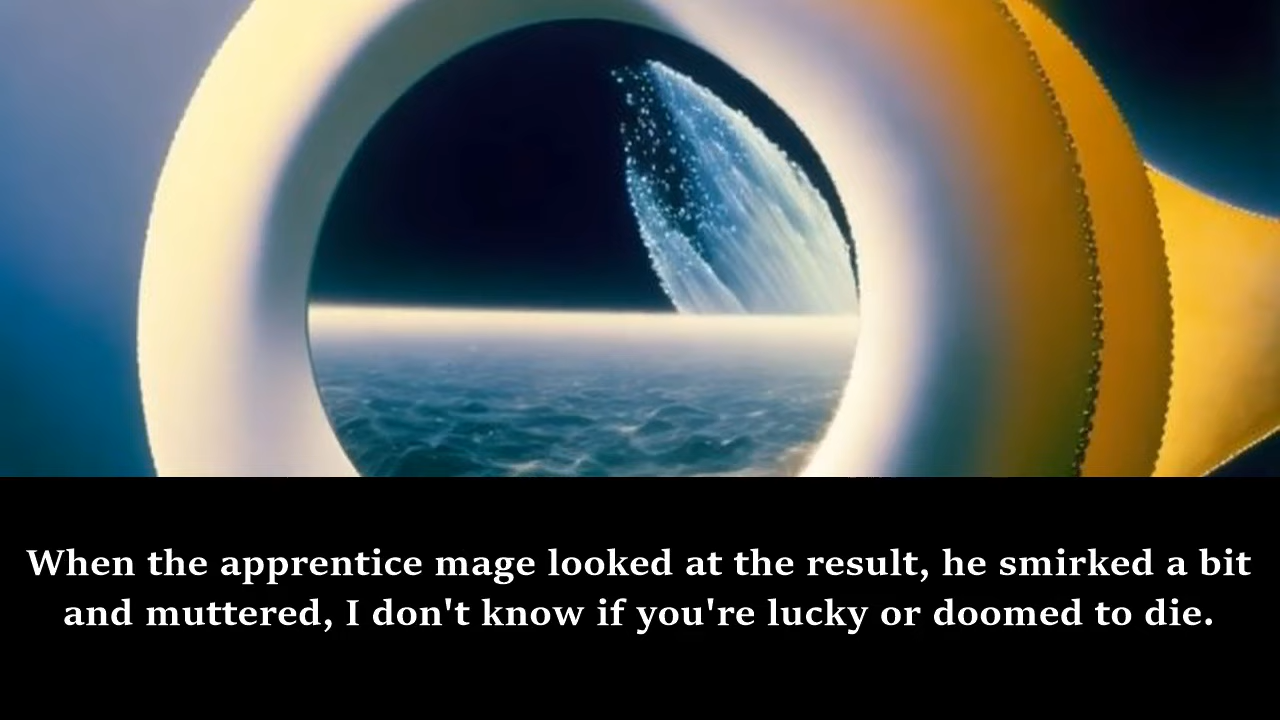 When the apprentice mage looked at the result, he smirked a bit
and muttered, I don't know if you're lucky or doomed to die.